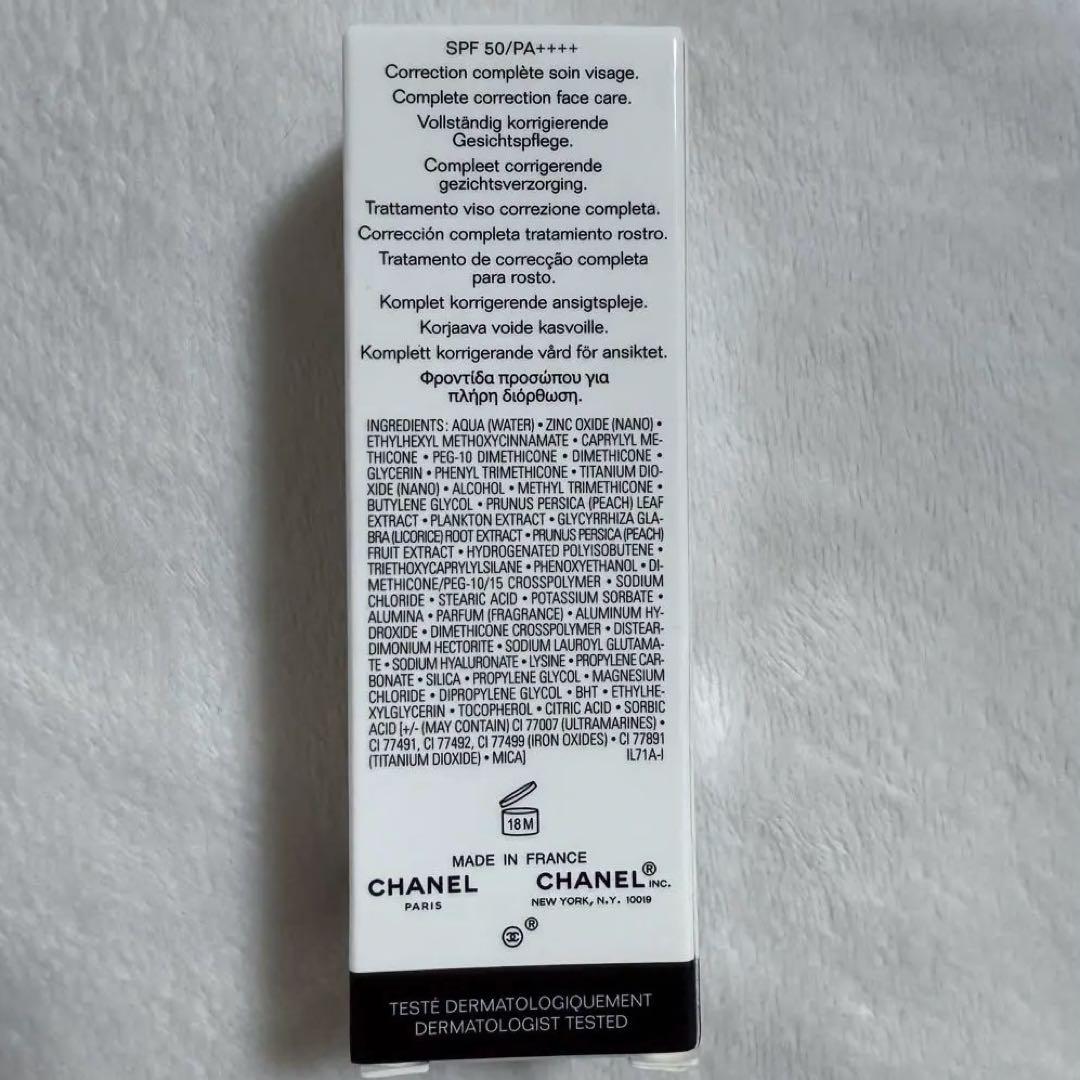 SPF 50/PA++++
Correction complète soin visage.
Complete correction face care.
Vollständig korrigierende
Gesichtspflege.
Compleet corrigerende
gezichtsverzorging.
Trattamento viso correzione completa.
Corrección completa tratamiento rostro.
Tratamento de correcção completa
para rosto.
Komplet korrigerende ansigtspleje.
Korjaava voide kasvoille.
Komplett korrigerande vård för ansiktet.
Φροντίδα προσώπου για
πλήρη διόρθωση.
INGREDIENTS: AQUA (WATER) • ZINC OXIDE (NANO) •
ETHYLHEXYL METHOXYCINNAMATE • CAPRYLYL ME-
THICONE • PEG-10 DIMETHICONE • DIMETHICONE •
GLYCERIN • PHENYL TRIMETHICONE • TITANIUM DIO-
XIDE (NANO) • ALCOHOL • METHYL TRIMETHICONE •
BUTYLENE GLYCOL • PRUNUS PERSICA (PEACH) LEAF
EXTRACT • PLANKTON EXTRACT • GLYCYRRHIZA GLA-
BRA (LICORICE) ROOT EXTRACT • PRUNUS PERSICA (PEACH)
FRUIT EXTRACT • HYDROGENATED POLYISOBUTENE •
TRIETHOXYCAPRYLYLSILANE • PHENOXYETHANOL • DI-
METHICONE/PEG-10/15 CROSSPOLYMER • SODIUM
CHLORIDE • STEARIC ACID • POTASSIUM SORBATE •
ALUMINA • PARFUM (FRAGRANCE) • ALUMINUM HY-
DROXIDE • DIMETHICONE CROSSPOLYMER • DISTEAR-
DIMONIUM HECTORITE • SODIUM LAUROYL GLUTAMA-
TE • SODIUM HYALURONATE • LYSINE • PROPYLENE CAR-
BONATE • SILICA • PROPYLENE GLYCOL • MAGNESIUM
CHLORIDE • DIPROPYLENE GLYCOL • BHT • ETHYLHE-
XYLGLYCERIN • TOCOPHEROL • CITRIC ACID • SORBIC
ACID [+/- (MAY CONTAIN) CI 77007 (ULTRAMARINES) •
CI 77491, CI 77492, CI 77499 (IRON OXIDES) • CI 77891
(TITANIUM DIOXIDE) • MICA] IL71A-I
18 M
MADE IN FRANCE
CHANEL CHANEL® INC.
PARIS NEW YORK, N.Y. 10019
®
TESTÉ DERMATOLOGIQUEMENT
DERMATOLOGIST TESTED